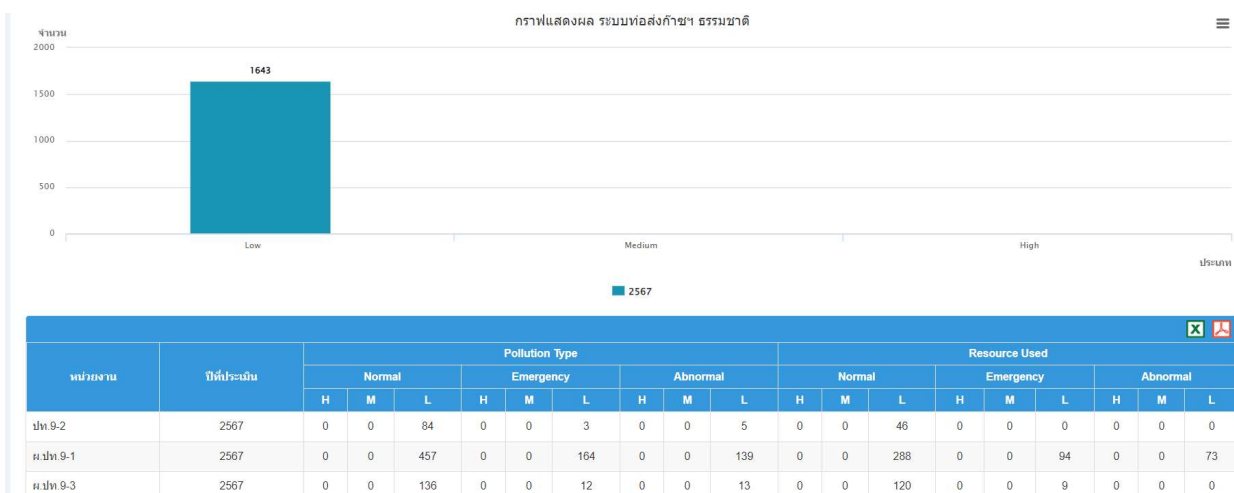 กราฟแสดงผล ระบบท่อส่งก๊าซฯ ธรรมชาติ
จำนวน
2000
1643
1500
1000
500
0
Low Medium High
ประเภท
2567
Pollution Type Resource Used
หน่วยงาน ปีที่ประเมิน Normal Emergency Abnormal Normal Emergency Abnormal
H M L H M L H M L H M L H M L H M L
ปท.9-2 2567 0 0 84 0 0 3 0 0 5 0 0 46 0 0 0 0 0 0
ผ.ปท.9-1 2567 0 0 457 0 0 164 0 0 139 0 0 288 0 0 94 0 0 73
ผ.ปท.9-3 2567 0 0 136 0 0 12 0 0 13 0 0 120 0 0 9 0 0 0